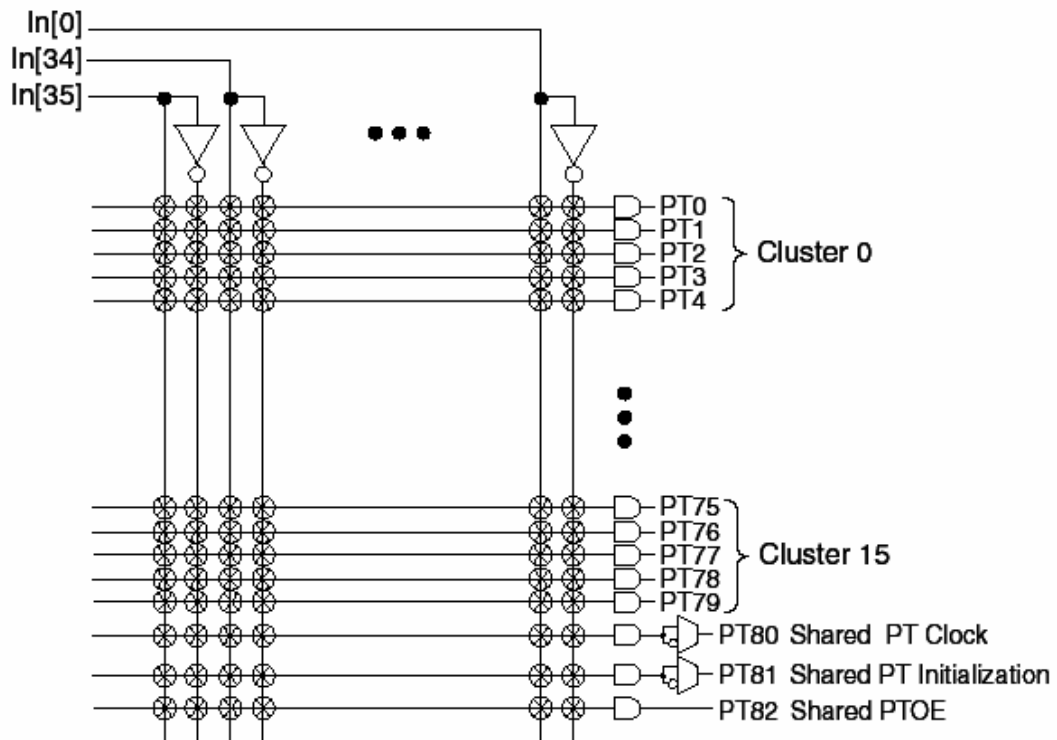 In[0]
In[34]
In[35]
PT0
PT1
PT2
PT3
PT4
Cluster 0
PT75
PT76
PT77
PT78
PT79
Cluster 15
PT80 Shared PT Clock
PT81 Shared PT Initialization
PT82 Shared PTOE